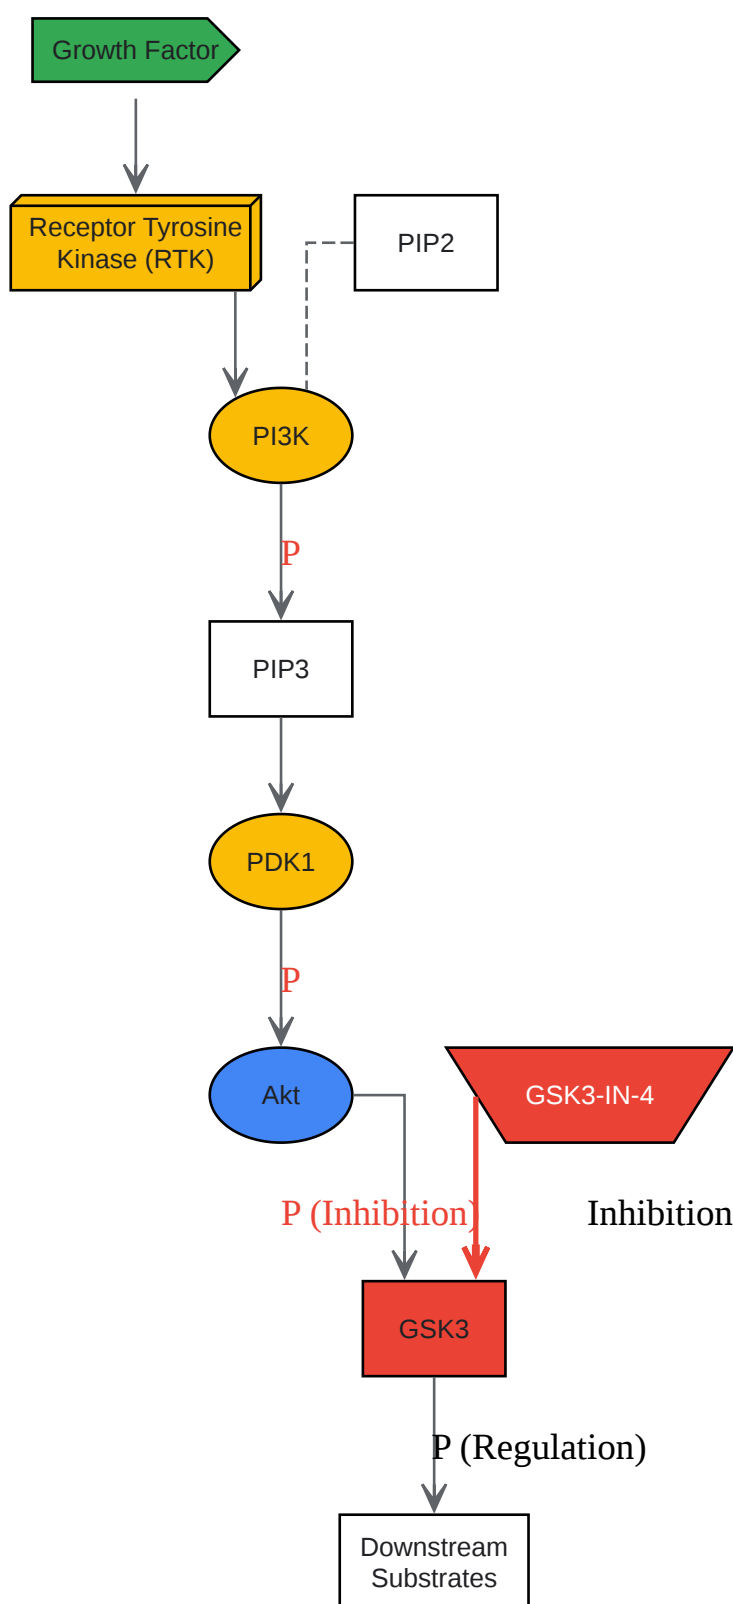 Growth Factor
Receptor Tyrosine
Kinase (RTK)
PIP2
PI3K
P
PIP3
PDK1
P
Akt
GSK3-IN-4
P (Inhibition)
Inhibition
GSK3
P (Regulation)
Downstream
Substrates